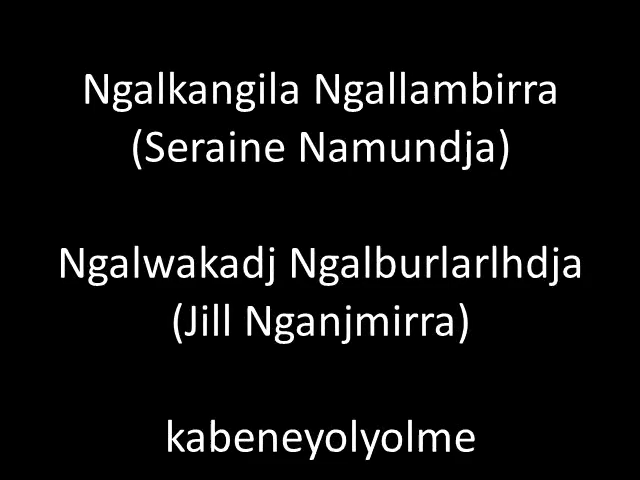 Ngalkangila Ngallambirra
(Seraine Namundja)
Ngalwakadj Ngalburlarlhdja
(Jill Nganjmirra)
kabeneyolyolme